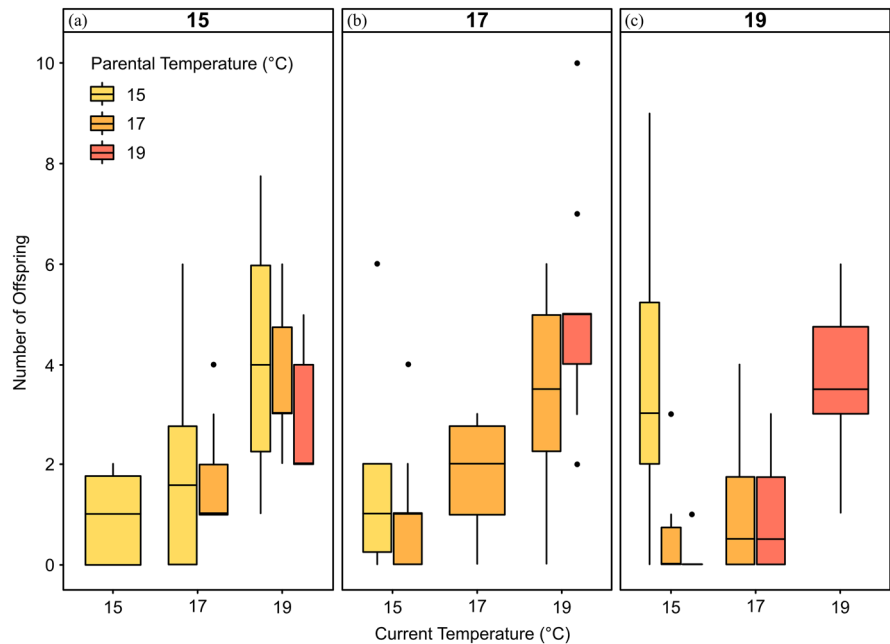 (a) 15
(b) 17
(c) 19
Parental Temperature (°C)
15
17
19
Number of Offspring
10
8
6
4
2
0
15 17 19
15 17 19
15 17 19
Current Temperature (°C)